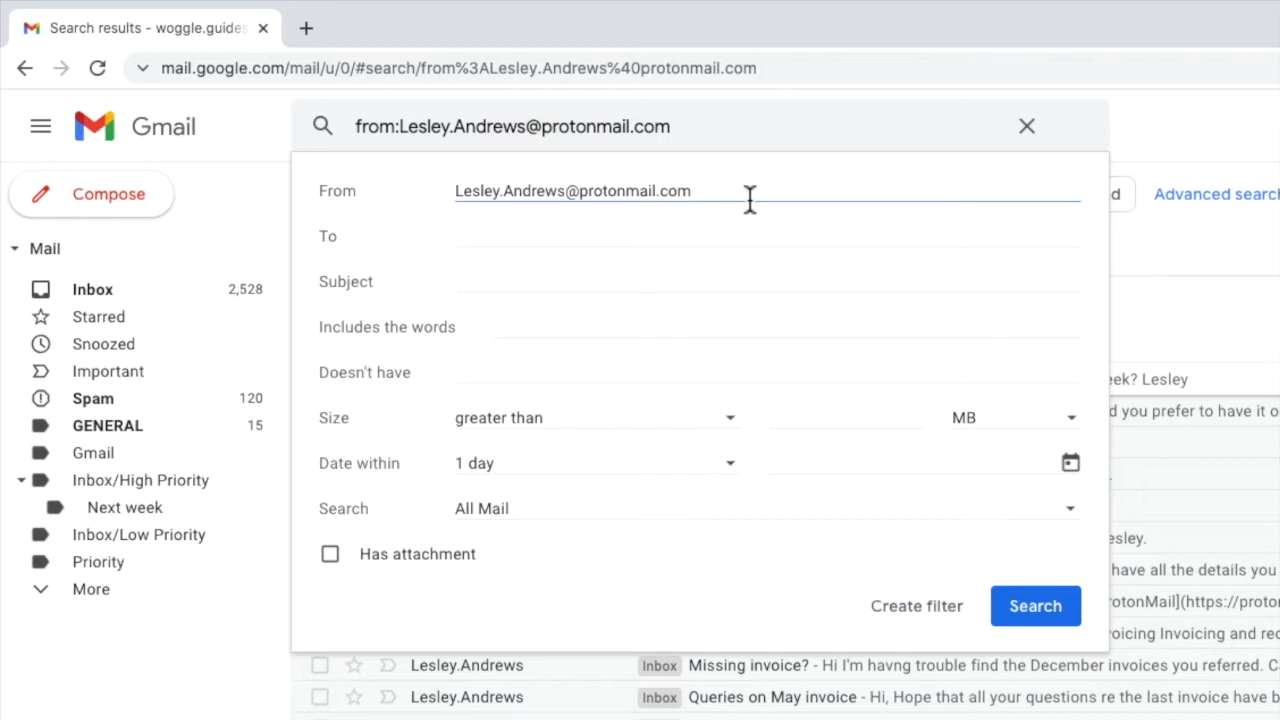 Search results - woggle.guides
mail.google.com/mail/u/0/#search/from%3ALesley.Andrews%40protonmail.com
Gmail
from:Lesley.Andrews@protonmail.com
Compose
From Lesley.Andrews@protonmail.com
d Advanced search
To
Mail
Subject
Inbox 2,528
Starred
Includes the words
Snoozed
Important
Doesn't have
eek? Lesley
Spam 120
d you prefer to have it o
Size greater than MB
GENERAL 15
Gmail
Date within 1 day
Inbox/High Priority
Next week
Search All Mail
Inbox/Low Priority
esley.
Has attachment
Priority
have all the details you
More
Create filter Search
rotonMail](https://proto
voicing Invoicing and rec
Lesley.Andrews Inbox Missing invoice? - Hi I'm havng trouble find the December invoices you referred. C
Lesley.Andrews Inbox Queries on May invoice - Hi, Hope that all your questions re the last invoice have b